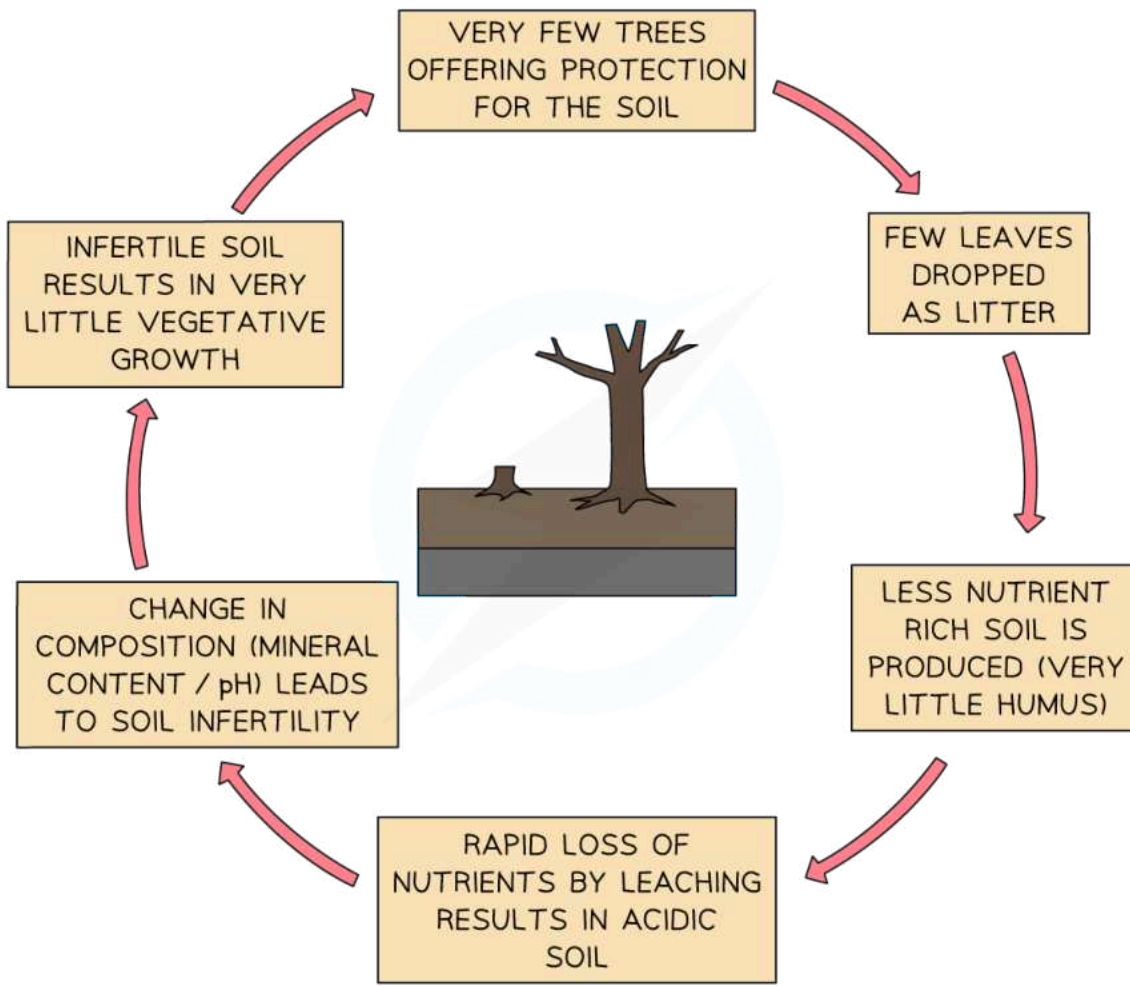 VERY FEW TREES
OFFERING PROTECTION
FOR THE SOIL
FEW LEAVES
DROPPED
AS LITTER
LESS NUTRIENT
RICH SOIL IS
PRODUCED (VERY
LITTLE HUMUS)
RAPID LOSS OF
NUTRIENTS BY LEACHING
RESULTS IN ACIDIC
SOIL
CHANGE IN
COMPOSITION (MINERAL
CONTENT / pH) LEADS
TO SOIL INFERTILITY
INFERTILE SOIL
RESULTS IN VERY
LITTLE VEGETATIVE
GROWTH